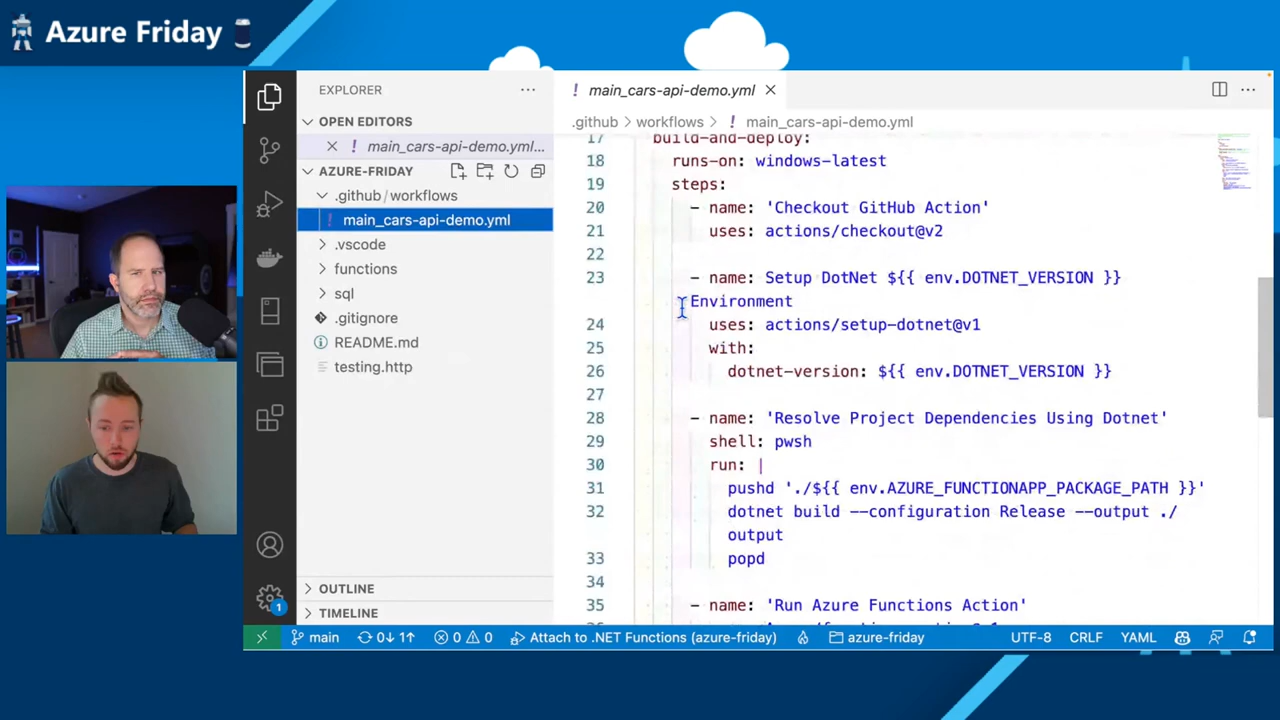 Azure Friday
EXPLORER
OPEN EDITORS
main_cars-api-demo.yml...
AZURE-FRIDAY
.github/workflows
main_cars-api-demo.yml
.vscode
functions
sql
.gitignore
README.md
testing.http
OUTLINE
TIMELINE
1
! main_cars-api-demo.yml
.github > workflows > ! main_cars-api-demo.yml
17 build-and-deploy:
18 runs-on: windows-latest
19 steps:
20 - name: 'Checkout GitHub Action'
21 uses: actions/checkout@v2
22
23 - name: Setup DotNet ${{ env.DOTNET_VERSION }}
Environment
24 uses: actions/setup-dotnet@v1
25 with:
26 dotnet-version: ${{ env.DOTNET_VERSION }}
27
28 - name: 'Resolve Project Dependencies Using Dotnet'
29 shell: pwsh
30 run: |
31 pushd './${{ env.AZURE_FUNCTIONAPP_PACKAGE_PATH }}'
32 dotnet build --configuration Release --output ./
output
33 popd
34
35 - name: 'Run Azure Functions Action'
main 0↓ 1↑ 0 0 Attach to .NET Functions (azure-friday) azure-friday UTF-8 CRLF YAML